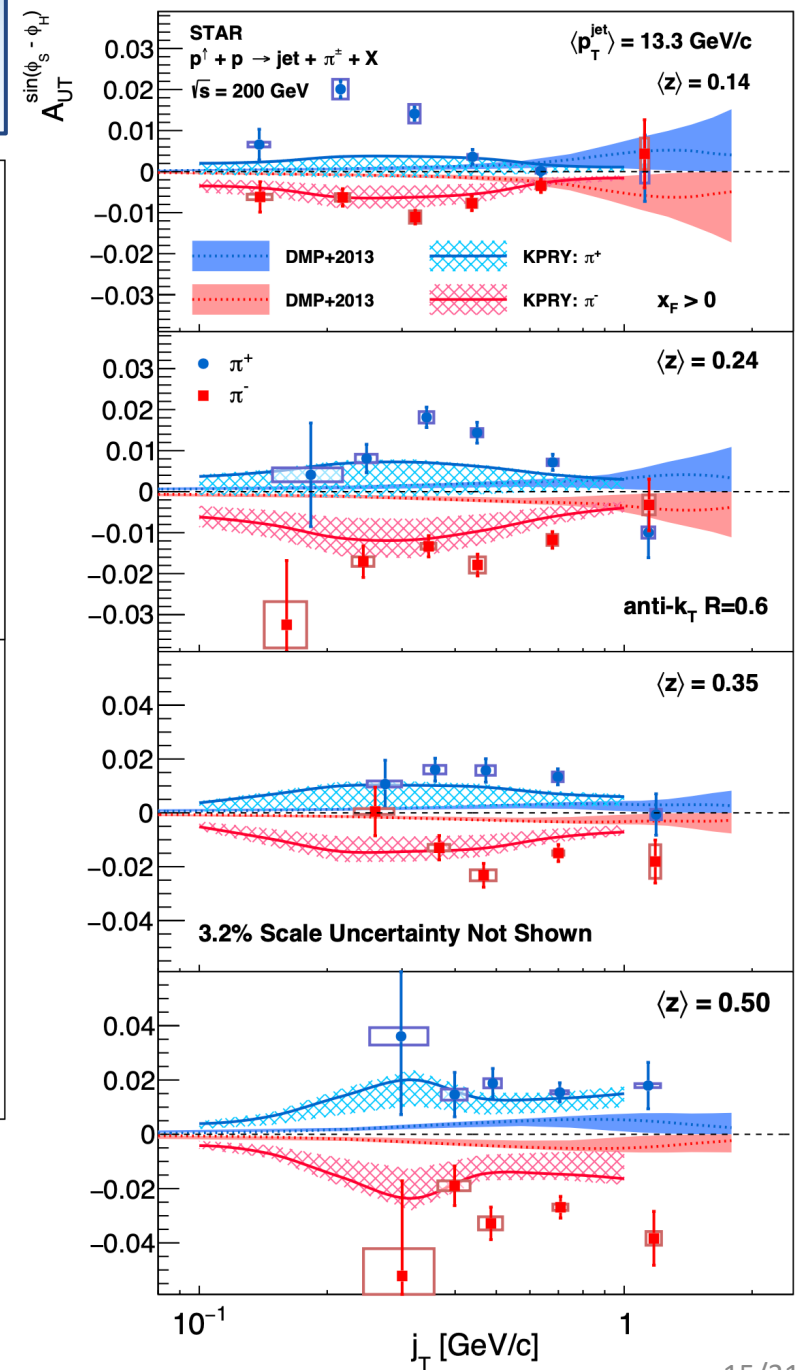 A_UT^sin(ϕ_S - ϕ_H)
STAR
p^↑ + p → jet + π^± + X
√s = 200 GeV
⟨p_T^jet⟩ = 13.3 GeV/c
⟨z⟩ = 0.14
0.03
0.02
0.01
0
−0.01
−0.02
−0.03
DMP+2013
KPRY: π^+
DMP+2013
KPRY: π^-
x_F > 0
π^+
π^-
⟨z⟩ = 0.24
0.03
0.02
0.01
0
−0.01
−0.02
−0.03
anti-k_T R=0.6
⟨z⟩ = 0.35
0.04
0.02
0
−0.02
−0.04
3.2% Scale Uncertainty Not Shown
⟨z⟩ = 0.50
0.04
0.02
0
−0.02
−0.04
10^−1
1
j_T [GeV/c]